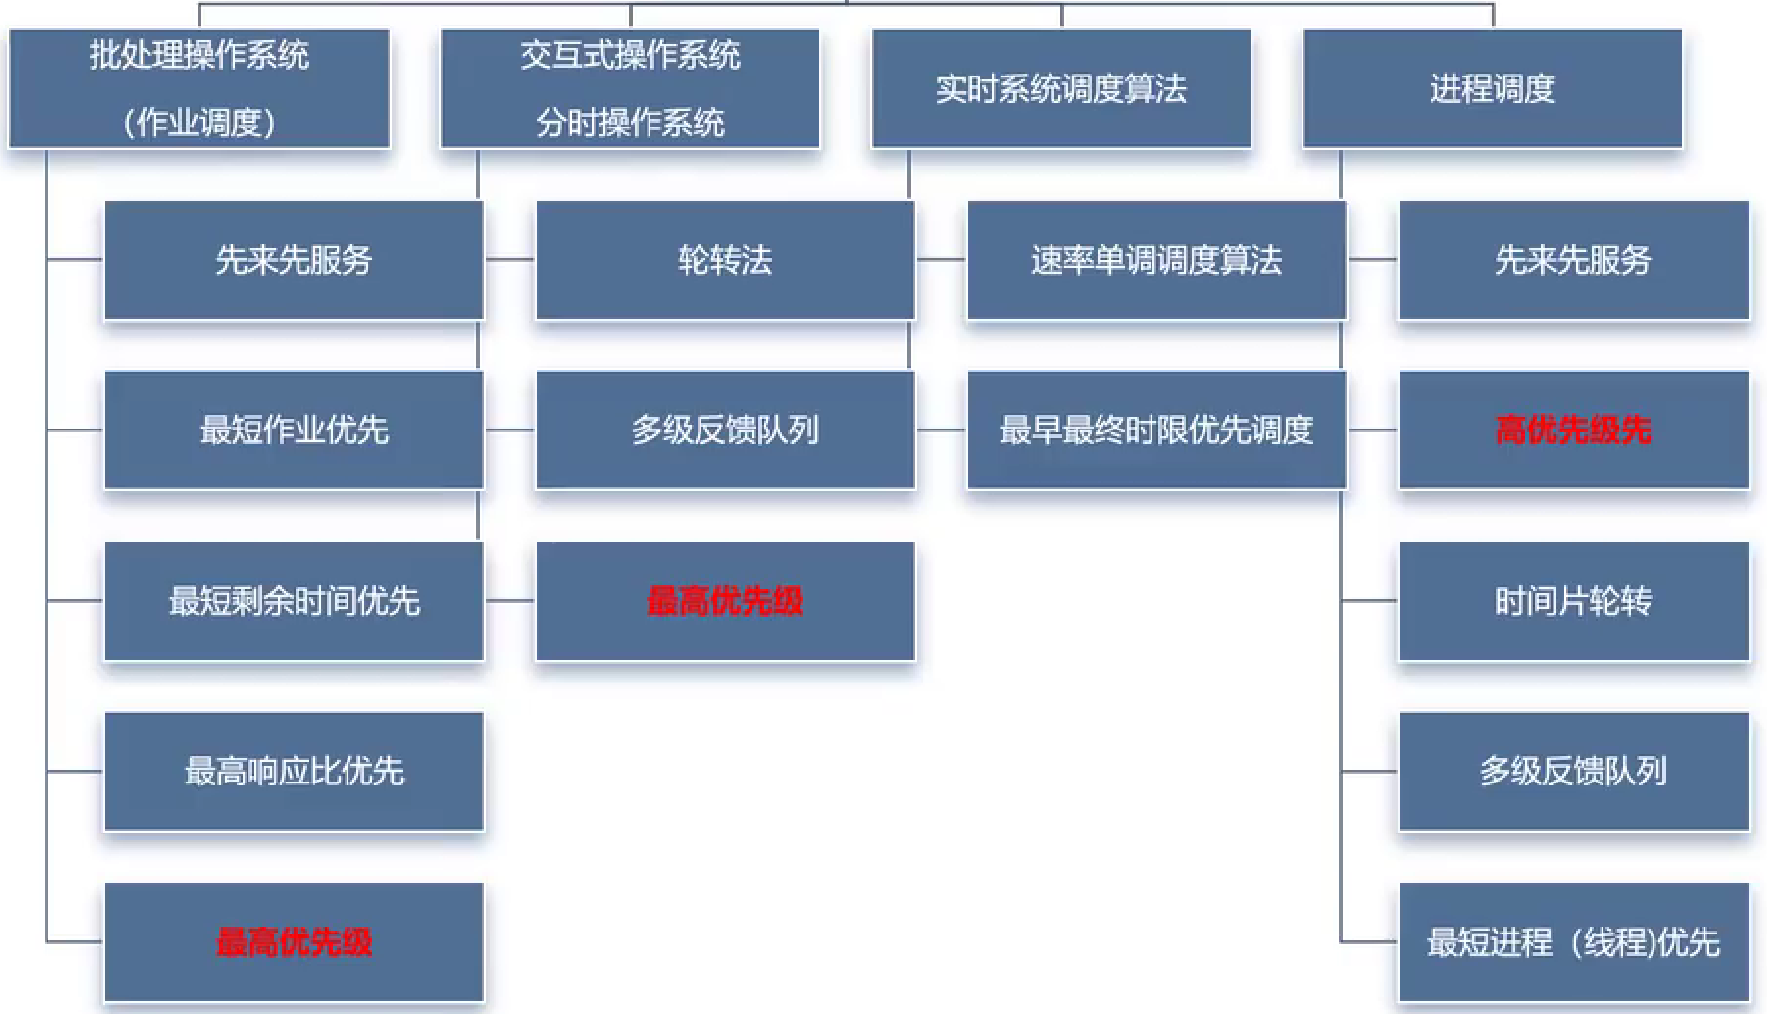 批处理操作系统
（作业调度）
交互式操作系统
分时操作系统
实时系统调度算法
进程调度
先来先服务
轮转法
速率单调调度算法
先来先服务
最短作业优先
多级反馈队列
最早最终时限优先调度
高优先级先
最短剩余时间优先
最高优先级
时间片轮转
最高响应比优先
多级反馈队列
最高优先级
最短进程（线程)优先